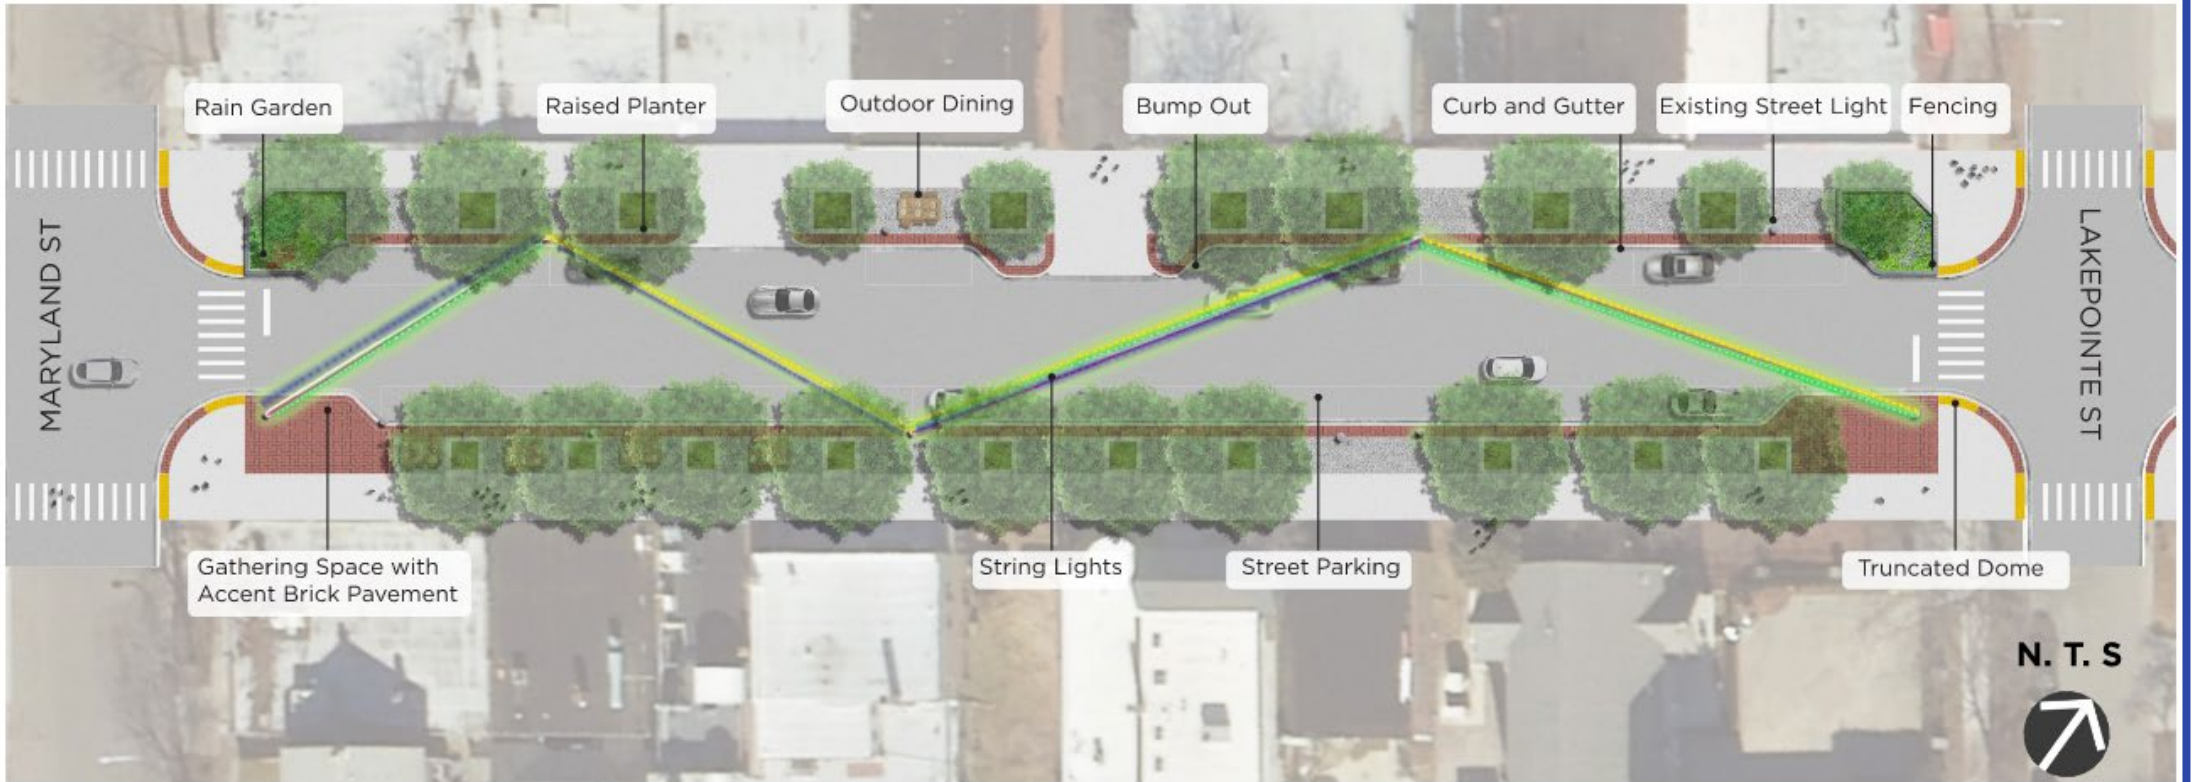 Rain Garden
Raised Planter
Outdoor Dining
Bump Out
Curb and Gutter
Existing Street Light
Fencing
MARYLAND ST
LAKEPOINTE ST
Gathering Space with
Accent Brick Pavement
String Lights
Street Parking
Truncated Dome
N. T. S